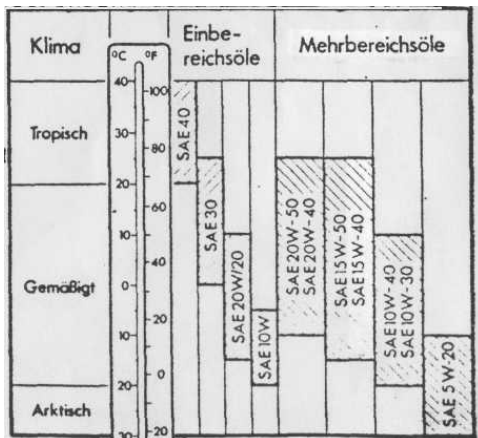 Klima
°C
°F
Einbe-
reichsöle
Mehrbereichsöle
Tropisch
Gemäßigt
Arktisch
40
30
20
10
0
10
20
30
100
80
60
40
20
0
-20
SAE 40
SAE 30
SAE 20W/20
SAE 10W
SAE 20W-50
SAE 20W-40
SAE 15W-50
SAE 15W-40
SAE 10W-40
SAE 10W-30
SAE 5W-20